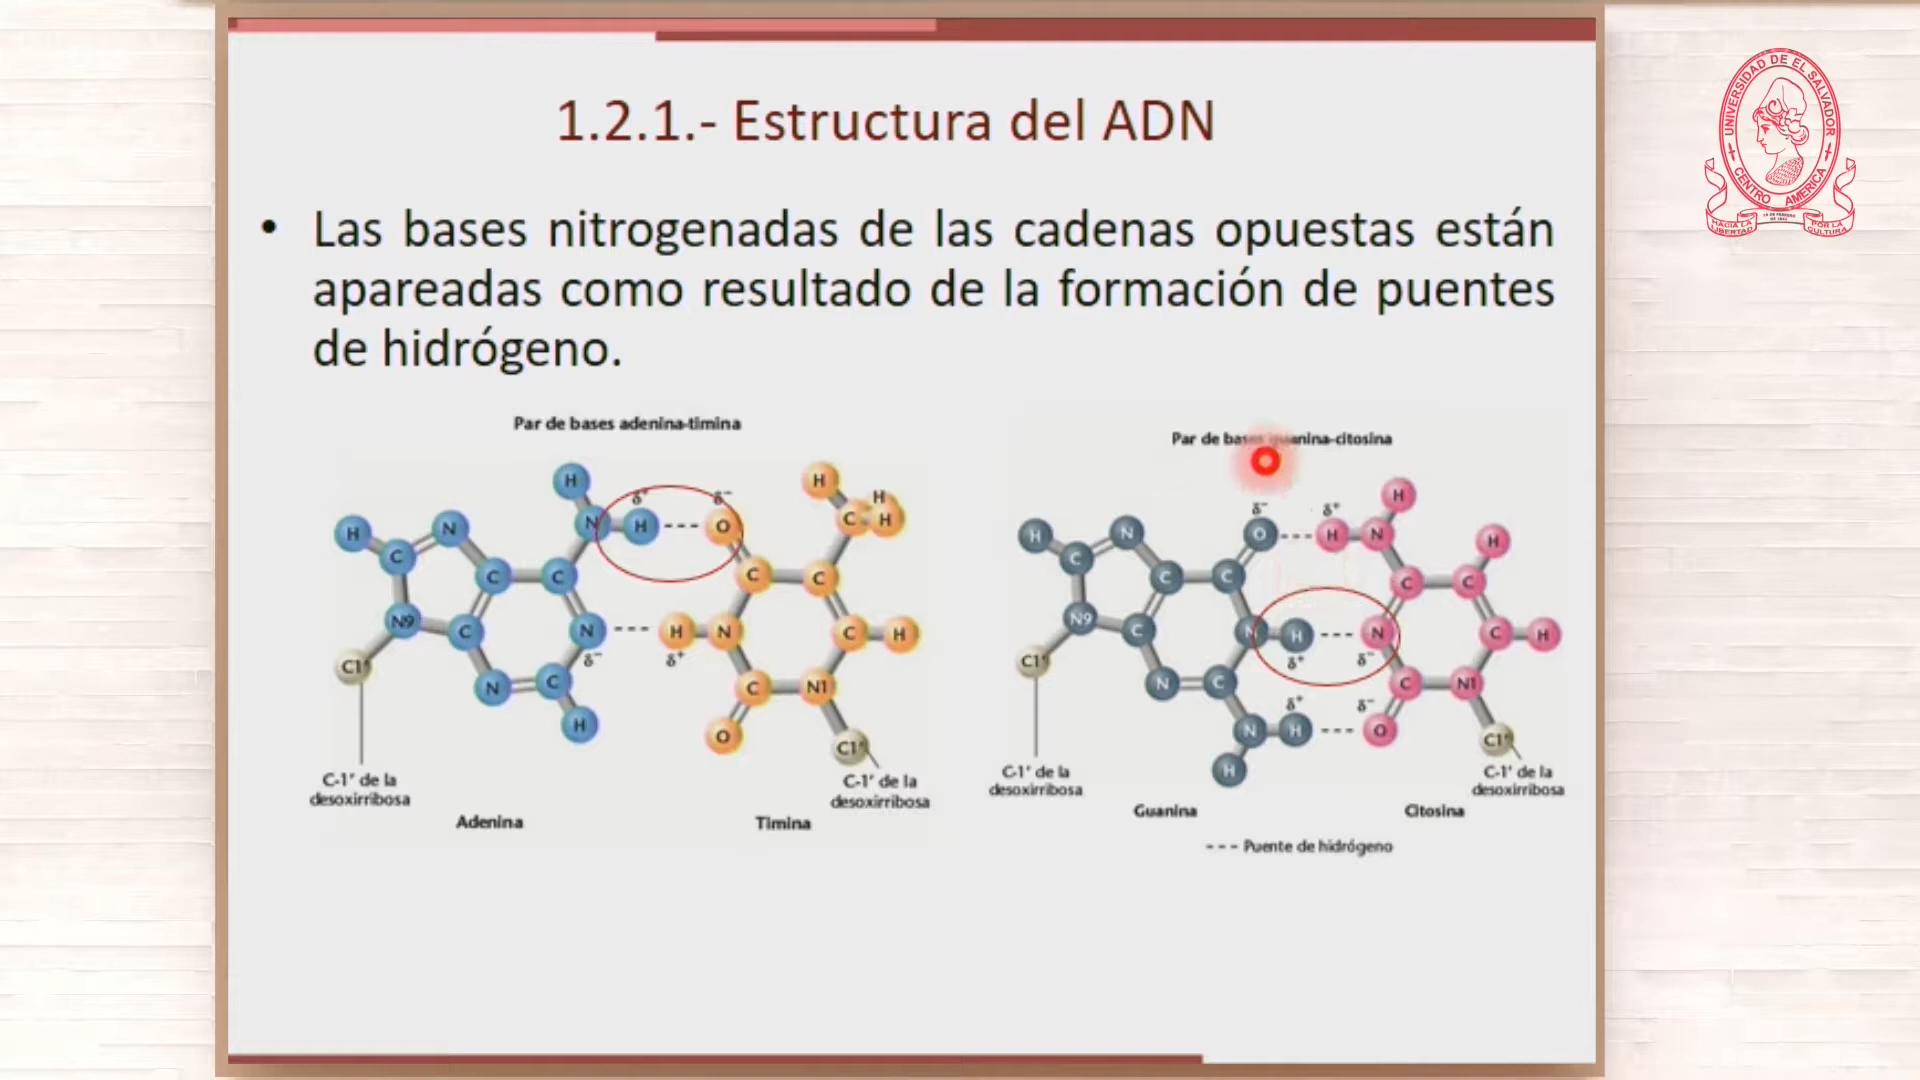 1.2.1.- Estructura del ADN
• Las bases nitrogenadas de las cadenas opuestas están
apareadas como resultado de la formación de puentes
de hidrógeno.
Par de bases adenina-timina
H
δ⁺
δ⁻
H
H
H
N
N
H
O
C
H
C
C
C
C
C
N9
C
N
H
N
C
H
δ⁻
δ⁺
C1'
N
C
C
N1
H
O
C1'
C-1' de la
desoxirribosa
C-1' de la
desoxirribosa
Adenina
Timina
Par de bases guanina-citosina
δ⁻
δ⁺
H
H
N
O
H
N
H
C
C
C
C
C
N9
C
N
H
N
C
H
δ⁺
δ⁻
C1'
N
C
C
N1
δ⁺
δ⁻
N
H
O
C1'
H
C-1' de la
desoxirribosa
C-1' de la
desoxirribosa
Guanina
Citosina
--- Puente de hidrógeno
UNIVERSIDAD DE EL SALVADOR
CENTRO AMERICA
HACIA LA
LIBERTAD
POR LA
CULTURA